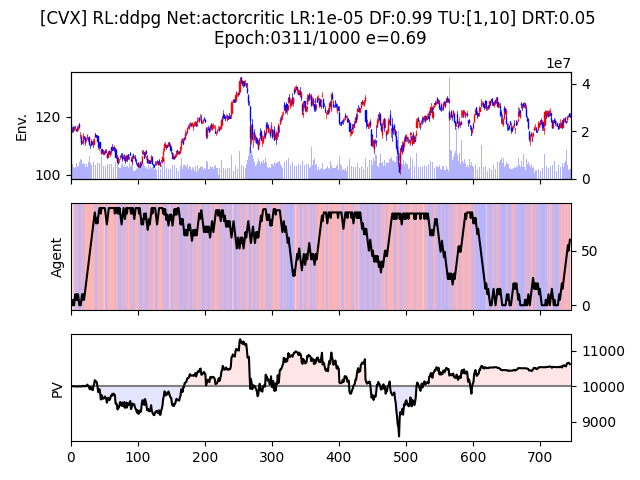 [CVX] RL:ddpg Net:actorcritic LR:1e-05 DF:0.99 TU:[1,10] DRT:0.05
Epoch:0311/1000 e=0.69
1e7
Env.
120
100
4
2
0
Agent
50
0
PV
11000
10000
9000
0 100 200 300 400 500 600 700